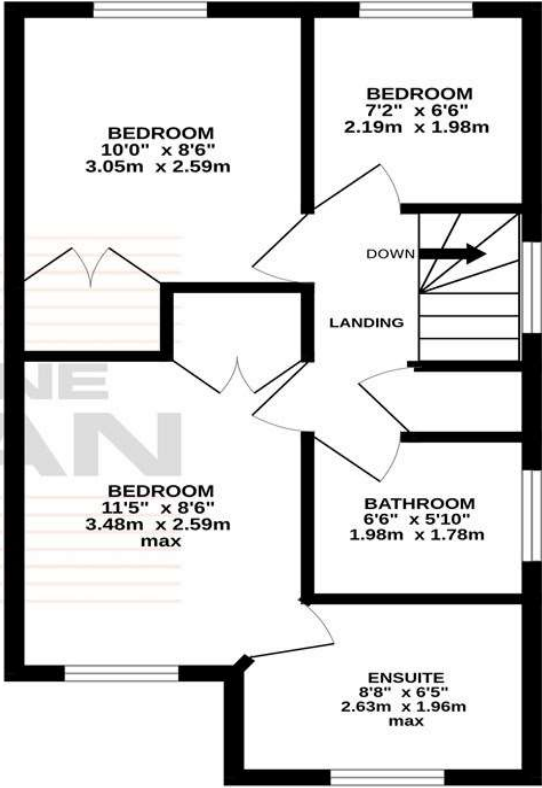 BEDROOM
10'0" x 8'6"
3.05m x 2.59m
BEDROOM
7'2" x 6'6"
2.19m x 1.98m
DOWN
LANDING
NE
AN
BEDROOM
11'5" x 8'6"
3.48m x 2.59m
max
BATHROOM
6'6" x 5'10"
1.98m x 1.78m
ENSUITE
8'8" x 6'5"
2.63m x 1.96m
max